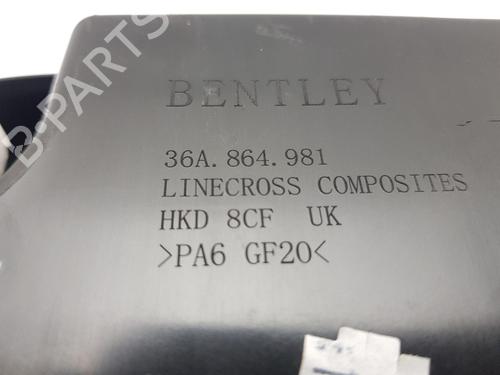 BENTLEY
36A.864.981
LINECROSS COMPOSITES
HKD 8CF UK
>PA6 GF20<
B-PARTS